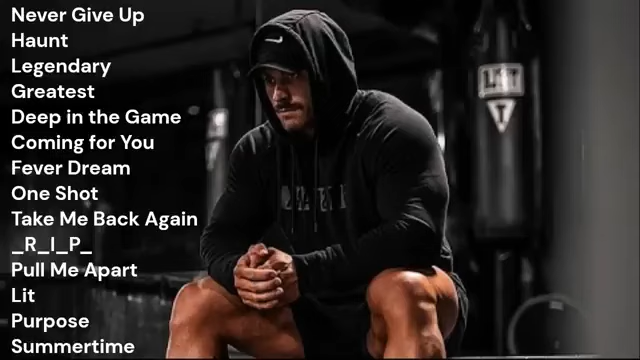 Never Give Up
Haunt
Legendary
Greatest
Deep in the Game
Coming for You
Fever Dream
One Shot
Take Me Back Again
_R_I_P_
Pull Me Apart
Lit
Purpose
Summertime